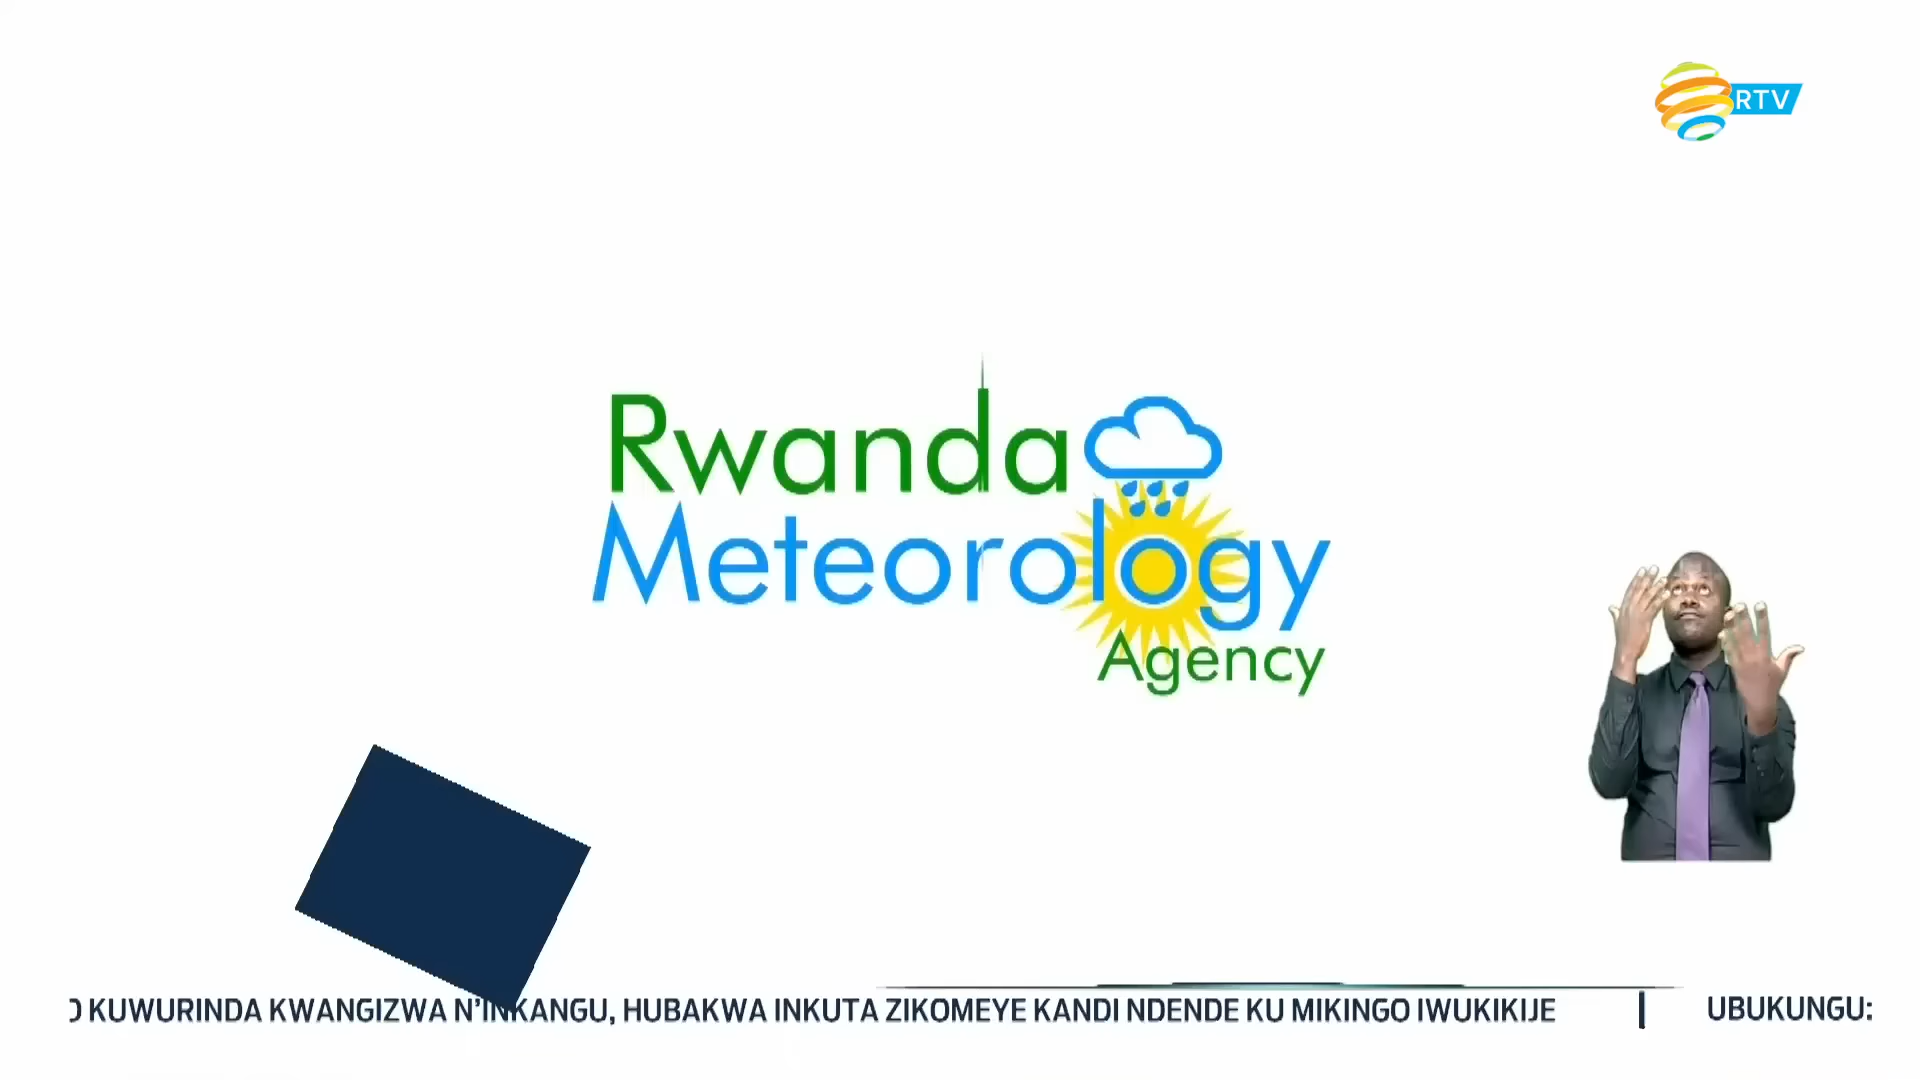 RTV
Rwanda
Meteorology
Agency
KUWURINDA KWANGIZWA N'INKANGU, HUBAKWA INKUTA ZIKOMEYE KANDI NDENDE KU MIKINGO IWUKIKIJE | UBUKUNGU: